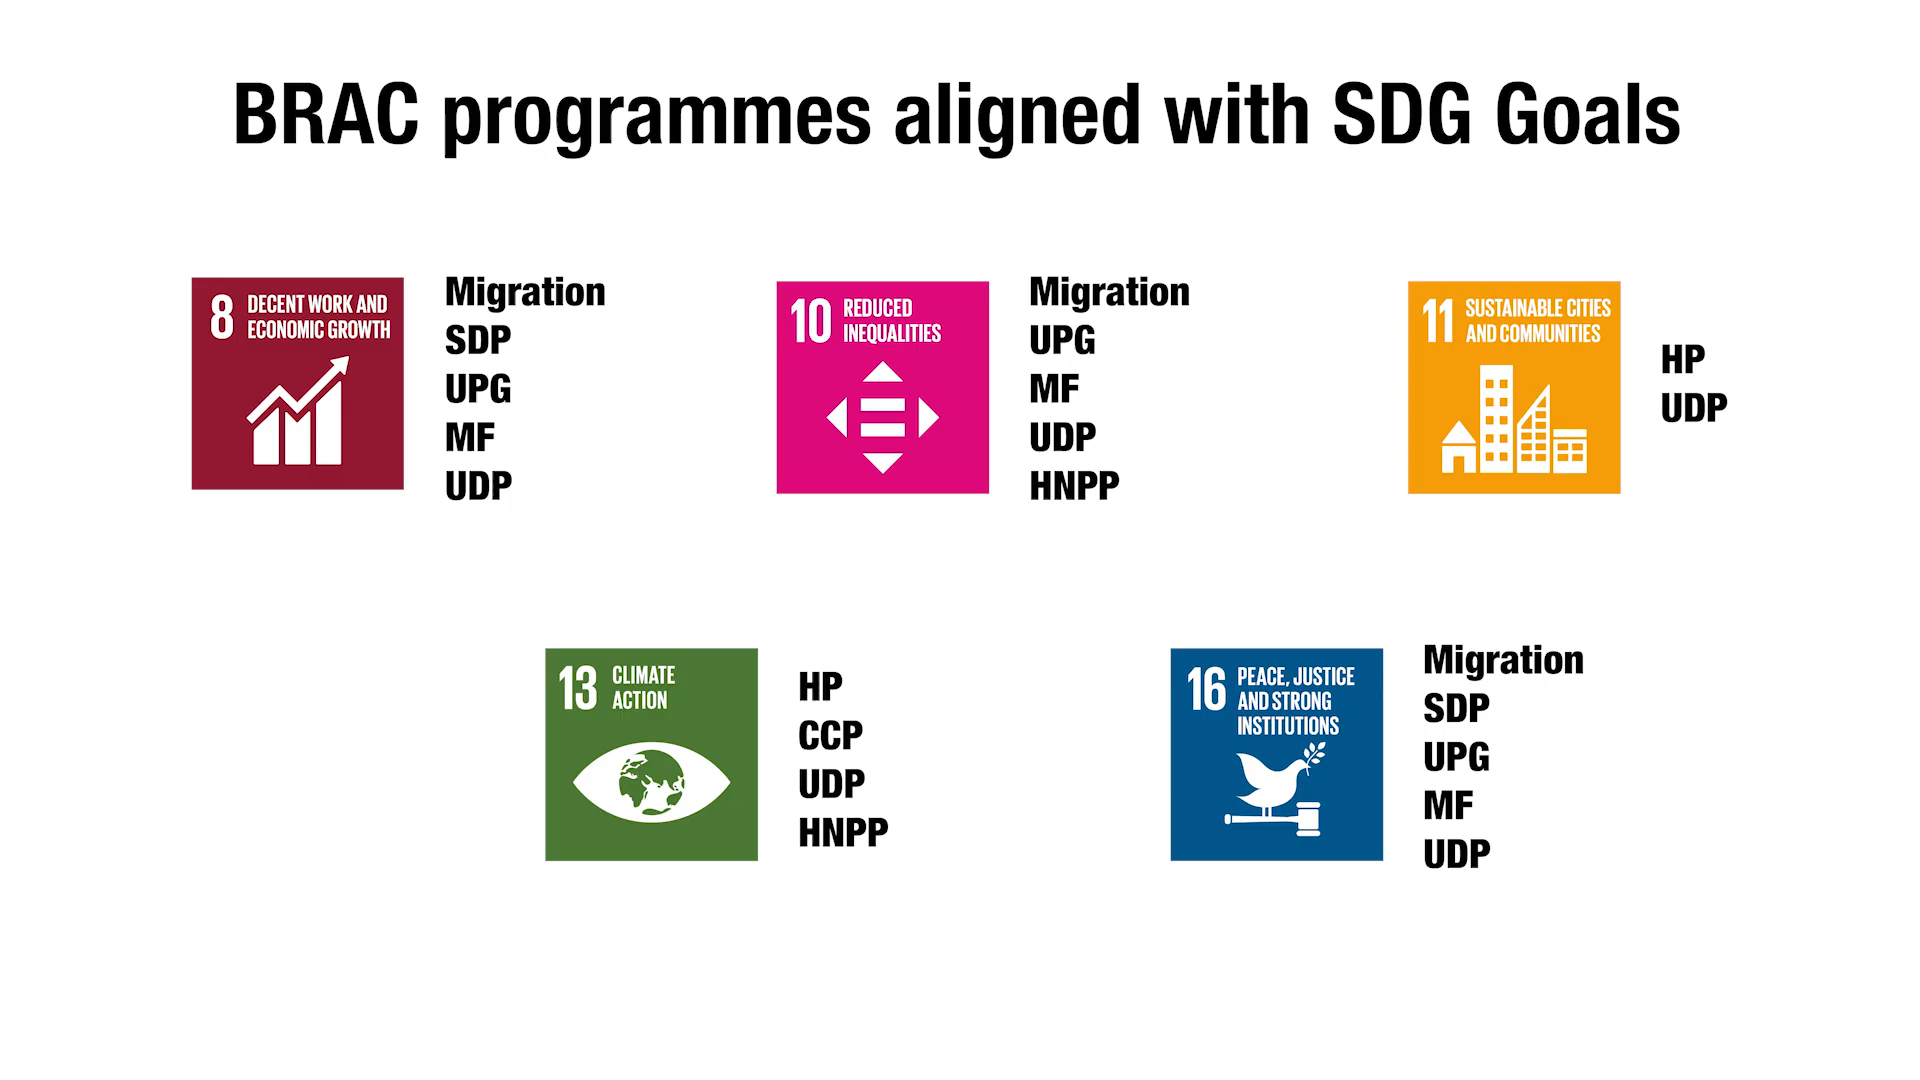 BRAC programmes aligned with SDG Goals
8 DECENT WORK AND
ECONOMIC GROWTH
Migration
SDP
UPG
MF
UDP
10 REDUCED
INEQUALITIES
Migration
UPG
MF
UDP
HNPP
11 SUSTAINABLE CITIES
AND COMMUNITIES
HP
UDP
13 CLIMATE
ACTION
HP
CCP
UDP
HNPP
16 PEACE, JUSTICE
AND STRONG
INSTITUTIONS
Migration
SDP
UPG
MF
UDP